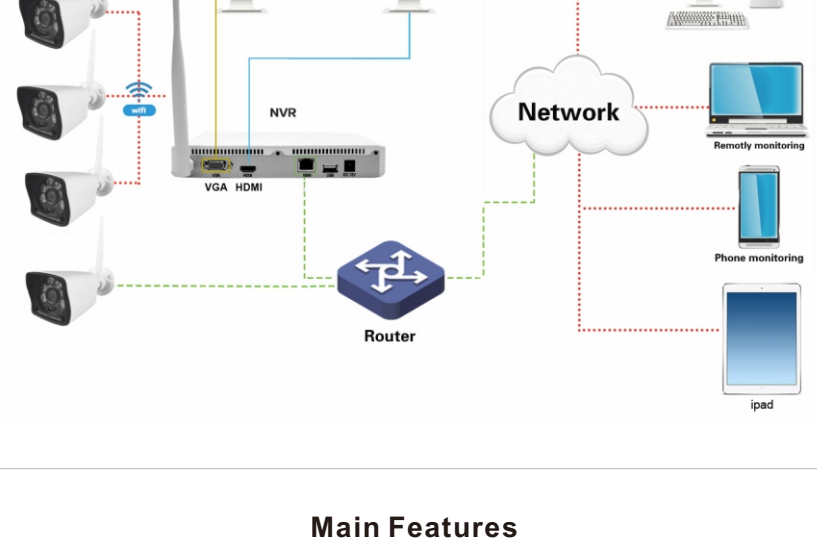 wifi
NVR
VGA HDMI
Network
Remotly monitoring
Phone monitoring
Router
ipad
Main Features